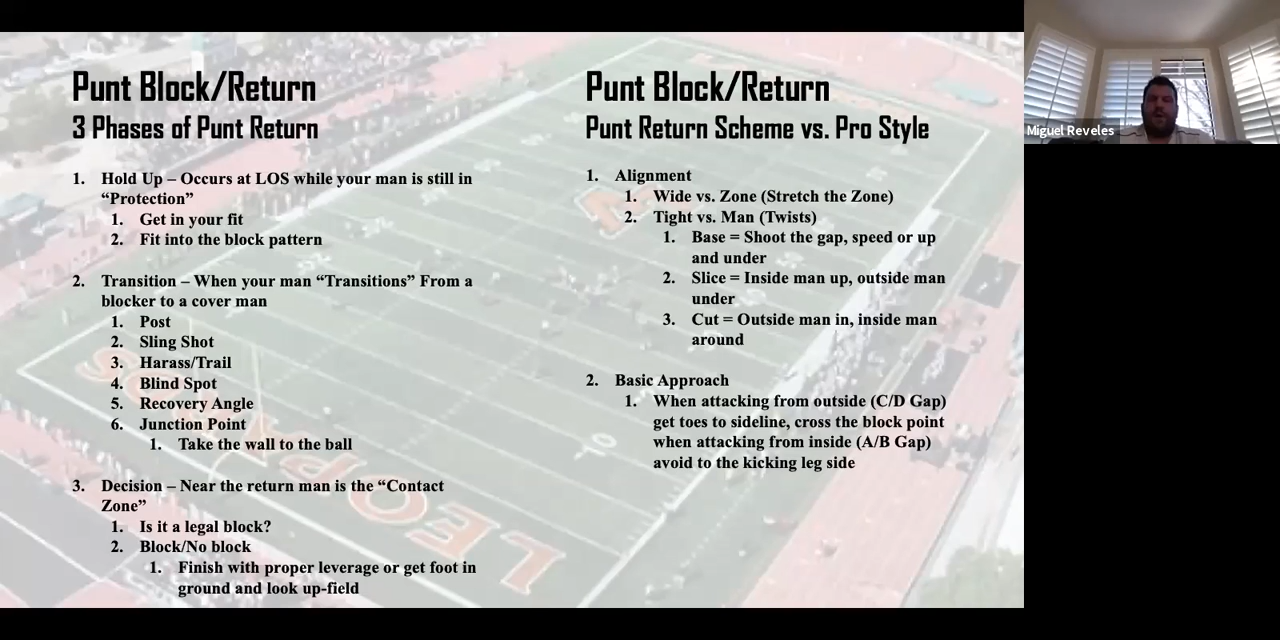 Punt Block/Return
3 Phases of Punt Return
1. Hold Up – Occurs at LOS while your man is still in
“Protection”
1. Get in your fit
2. Fit into the block pattern
2. Transition – When your man “Transitions” From a
blocker to a cover man
1. Post
2. Sling Shot
3. Harass/Trail
4. Blind Spot
5. Recovery Angle
6. Junction Point
1. Take the wall to the ball
3. Decision – Near the return man is the “Contact
Zone”
1. Is it a legal block?
2. Block/No block
1. Finish with proper leverage or get foot in
ground and look up-field
Punt Block/Return
Punt Return Scheme vs. Pro Style
1. Alignment
1. Wide vs. Zone (Stretch the Zone)
2. Tight vs. Man (Twists)
1. Base = Shoot the gap, speed or up
and under
2. Slice = Inside man up, outside man
under
3. Cut = Outside man in, inside man
around
2. Basic Approach
1. When attacking from outside (C/D Gap)
get toes to sideline, cross the block point
when attacking from inside (A/B Gap)
avoid to the kicking leg side
Miguel Reveles